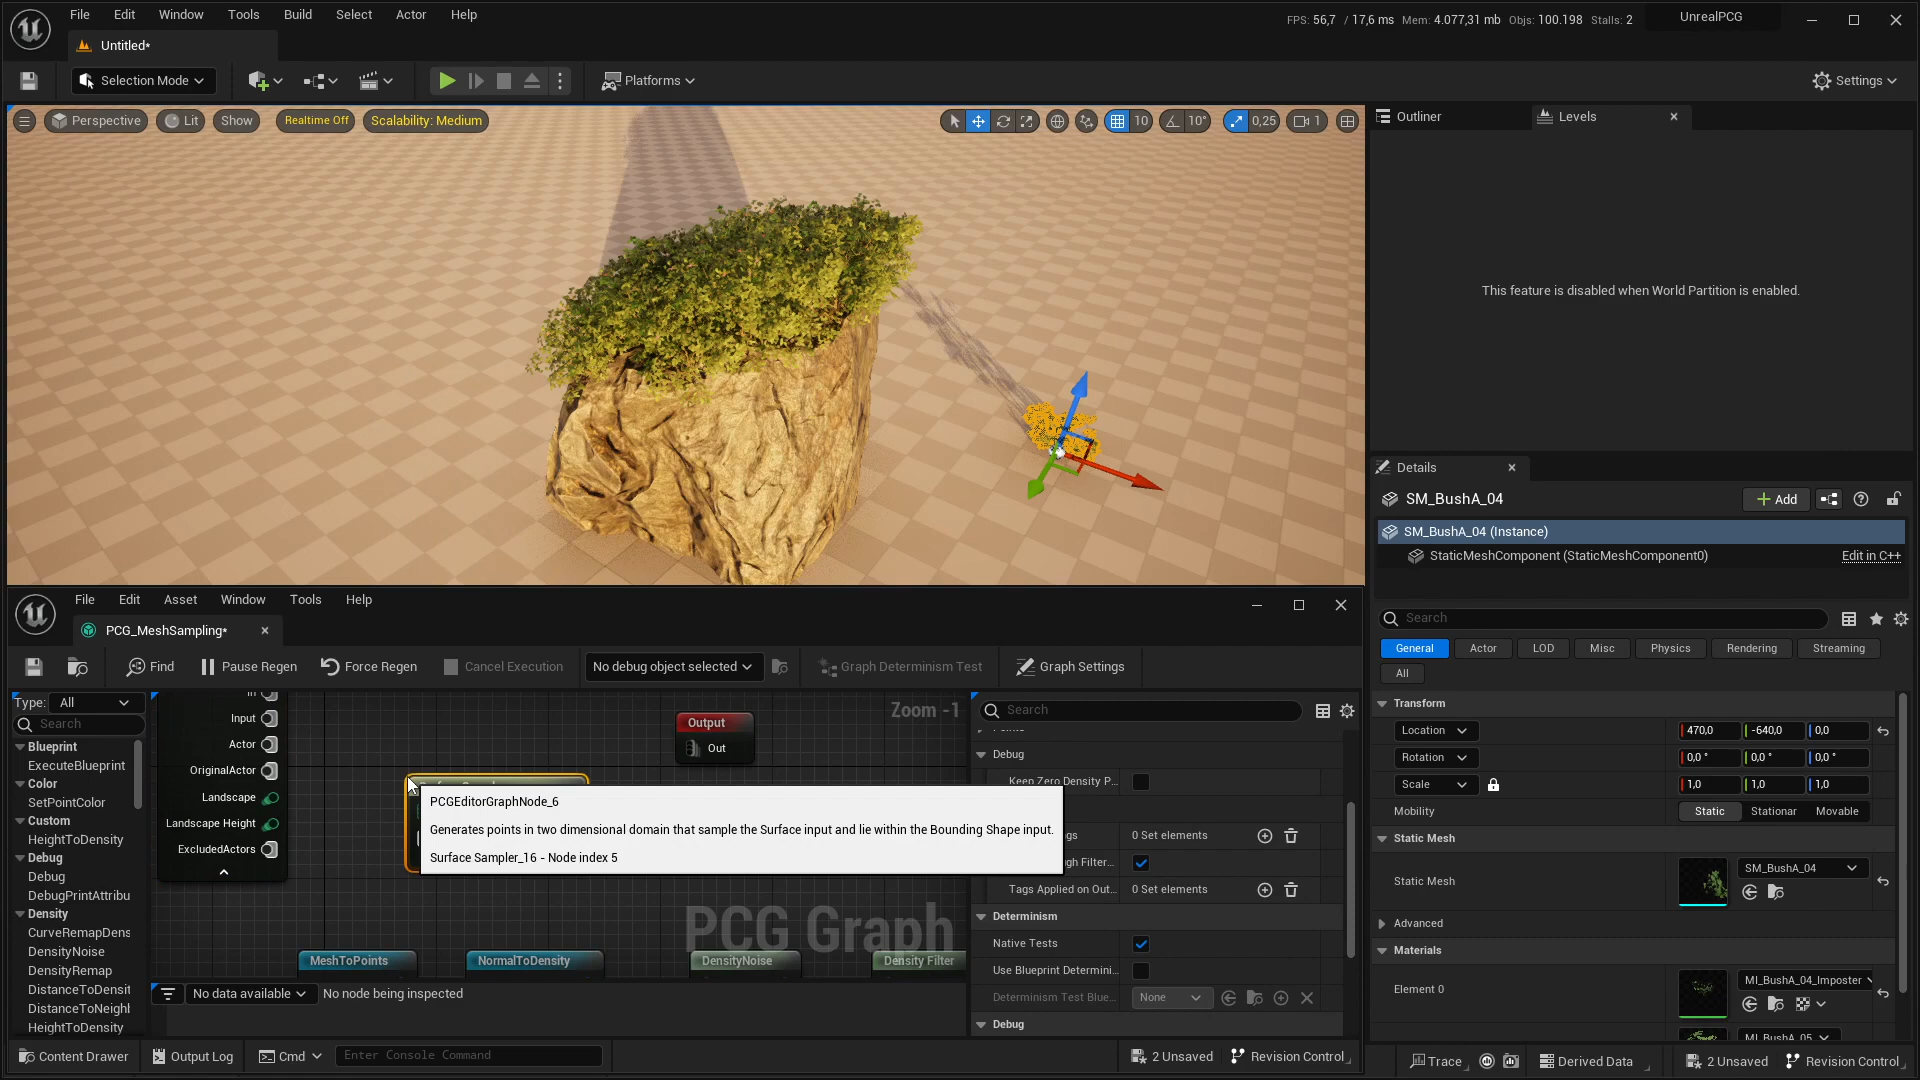 File Edit Window Tools Build Select Actor Help
FPS: 56,7 / 17,6 ms Mem: 4.077,31 mb Objs: 100.198 Stalls: 2
UnrealPCG
Untitled*
Selection Mode
Platforms
Settings
Perspective
Lit
Show
Realtime Off
Scalability: Medium
10
10°
0,25
1
Outliner
Levels
This feature is disabled when World Partition is enabled.
Details
SM_BushA_04
Add
SM_BushA_04 (Instance)
StaticMeshComponent (StaticMeshComponent0)
Edit in C++
Search
General Actor LOD Misc Physics Rendering Streaming
All
Transform
Location
470,0 -640,0 0,0
Rotation
0,0 ° 0,0 ° 0,0 °
Scale
1,0 1,0 1,0
Mobility
Static Stationar Movable
Static Mesh
Static Mesh
SM_BushA_04
Advanced
Materials
Element 0
MI_BushA_04_Imposter
MI_BushA_05
Trace
Derived Data
2 Unsaved
Revision Control
File Edit Asset Window Tools Help
PCG_MeshSampling*
Find
Pause Regen
Force Regen
Cancel Execution
No debug object selected
Graph Determinism Test
Graph Settings
Type: All
Search
Blueprint
ExecuteBlueprint
Color
SetPointColor
Custom
HeightToDensity
Debug
Debug
DebugPrintAttribu
Density
CurveRemapDens
DensityNoise
DensityRemap
DistanceToDensit
DistanceToNeighb
HeightToDensity
In
Input
Actor
OriginalActor
Landscape
Landscape Height
ExcludedActors
Zoom -1
Output
Out
PCGEditorGraphNode_6
Generates points in two dimensional domain that sample the Surface input and lie within the Bounding Shape input.
Surface Sampler_16 - Node index 5
PCG Graph
MeshToPoints
NormalToDensity
DensityNoise
Density Filter
No data available
No node being inspected
Search
Debug
Keep Zero Density P...
0 Set elements
Tags Applied on Out...
0 Set elements
Determinism
Native Tests
Use Blueprint Determini...
Determinism Test Blue...
None
Debug
Content Drawer
Output Log
Cmd
Enter Console Command
2 Unsaved
Revision Control